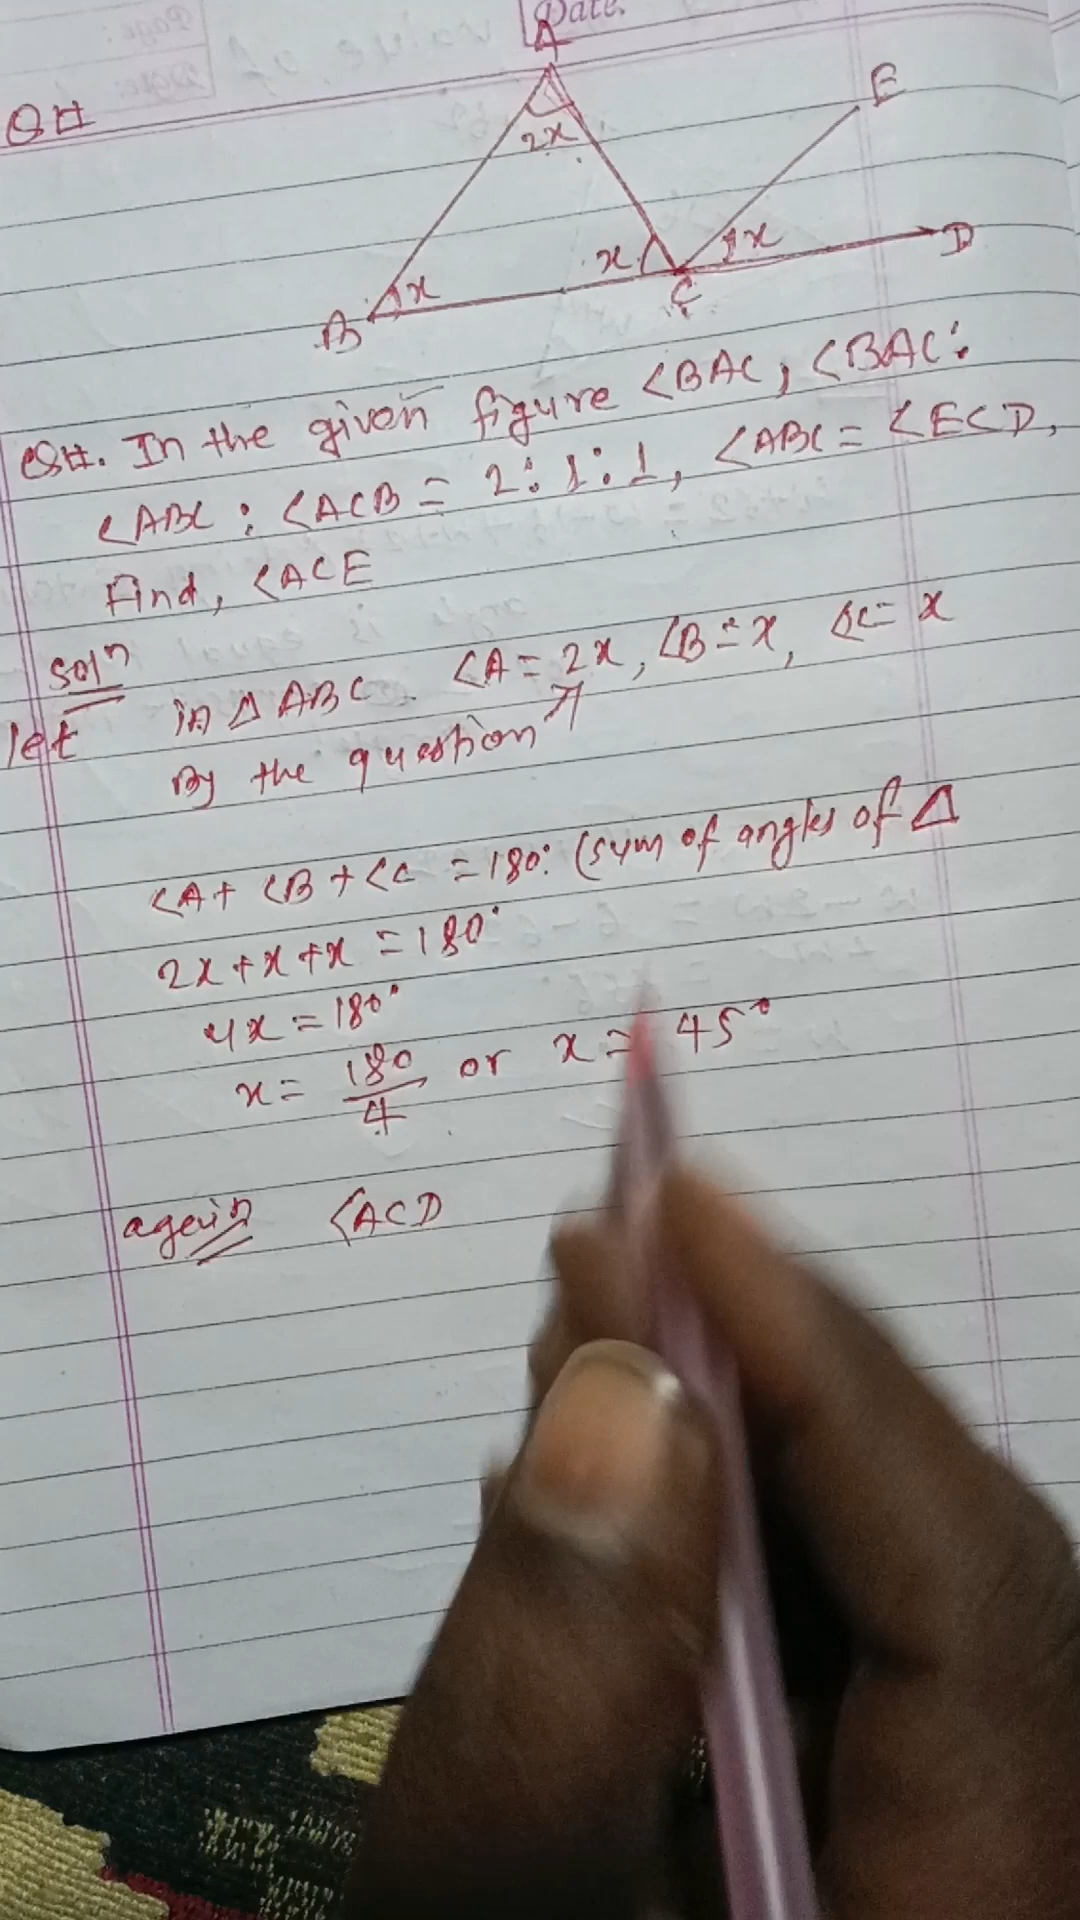 Date.
Q#
A
E
2x
x
x
x
D
B
C
Q#. In the given figure <BAC, <BAC:
<ABC : <ACB = 2:1:1, <ABC = <ECD,
Find, <ACE
Solⁿ
let in Δ ABC <A = 2x, <B = x, <C = x
By the question
<A + <B + <C = 180° (sum of angles of Δ
2x + x + x = 180°
4x = 180°
x = 180/4 or x = 45°
again <ACD